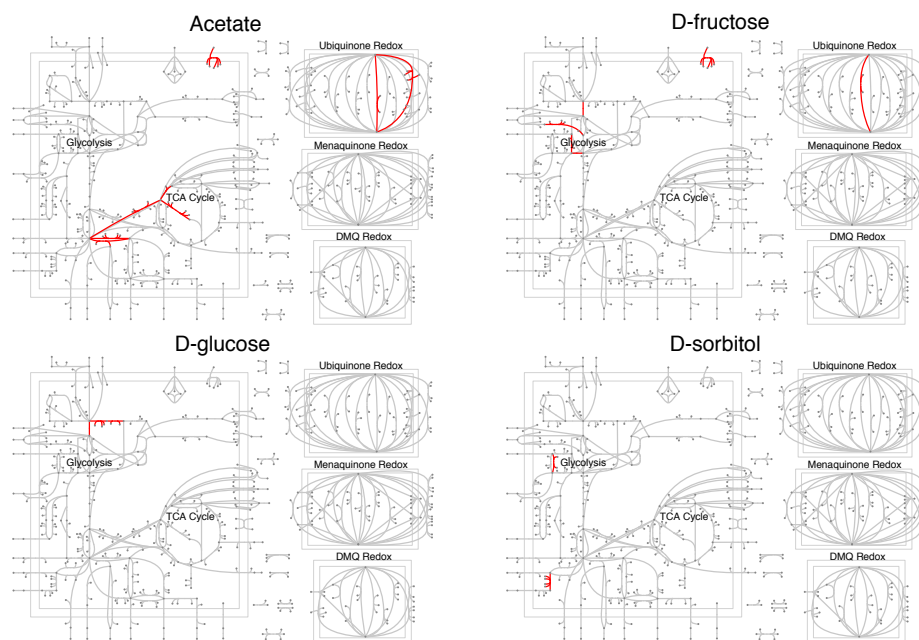 Acetate
Ubiquinone Redox
Glycolysis
Menaquinone Redox
TCA Cycle
DMQ Redox
D-fructose
Ubiquinone Redox
Glycolysis
Menaquinone Redox
TCA Cycle
DMQ Redox
D-glucose
Ubiquinone Redox
Glycolysis
Menaquinone Redox
TCA Cycle
DMQ Redox
D-sorbitol
Ubiquinone Redox
Glycolysis
Menaquinone Redox
TCA Cycle
DMQ Redox